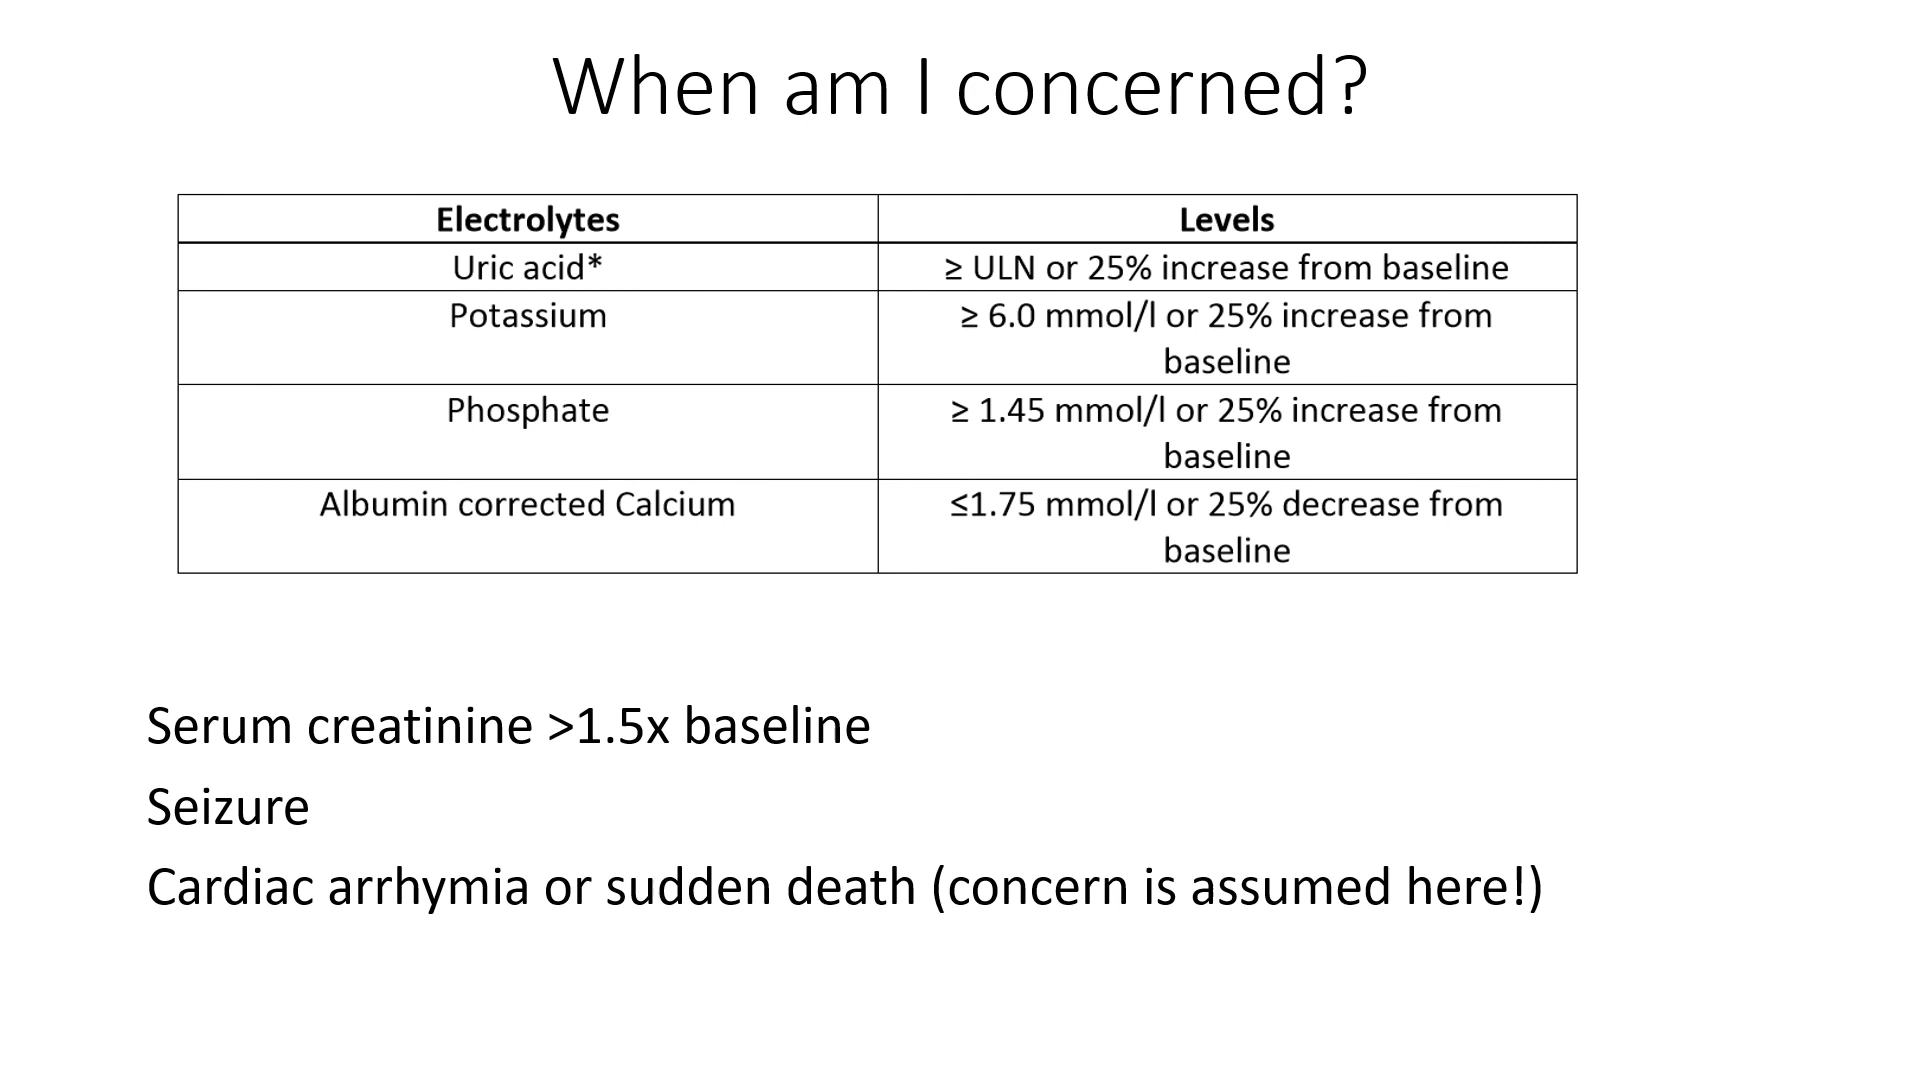 When am I concerned?
Electrolytes Levels
Uric acid* ≥ ULN or 25% increase from baseline
Potassium ≥ 6.0 mmol/l or 25% increase from
baseline
Phosphate ≥ 1.45 mmol/l or 25% increase from
baseline
Albumin corrected Calcium ≤1.75 mmol/l or 25% decrease from
baseline
Serum creatinine >1.5x baseline
Seizure
Cardiac arrhymia or sudden death (concern is assumed here!)